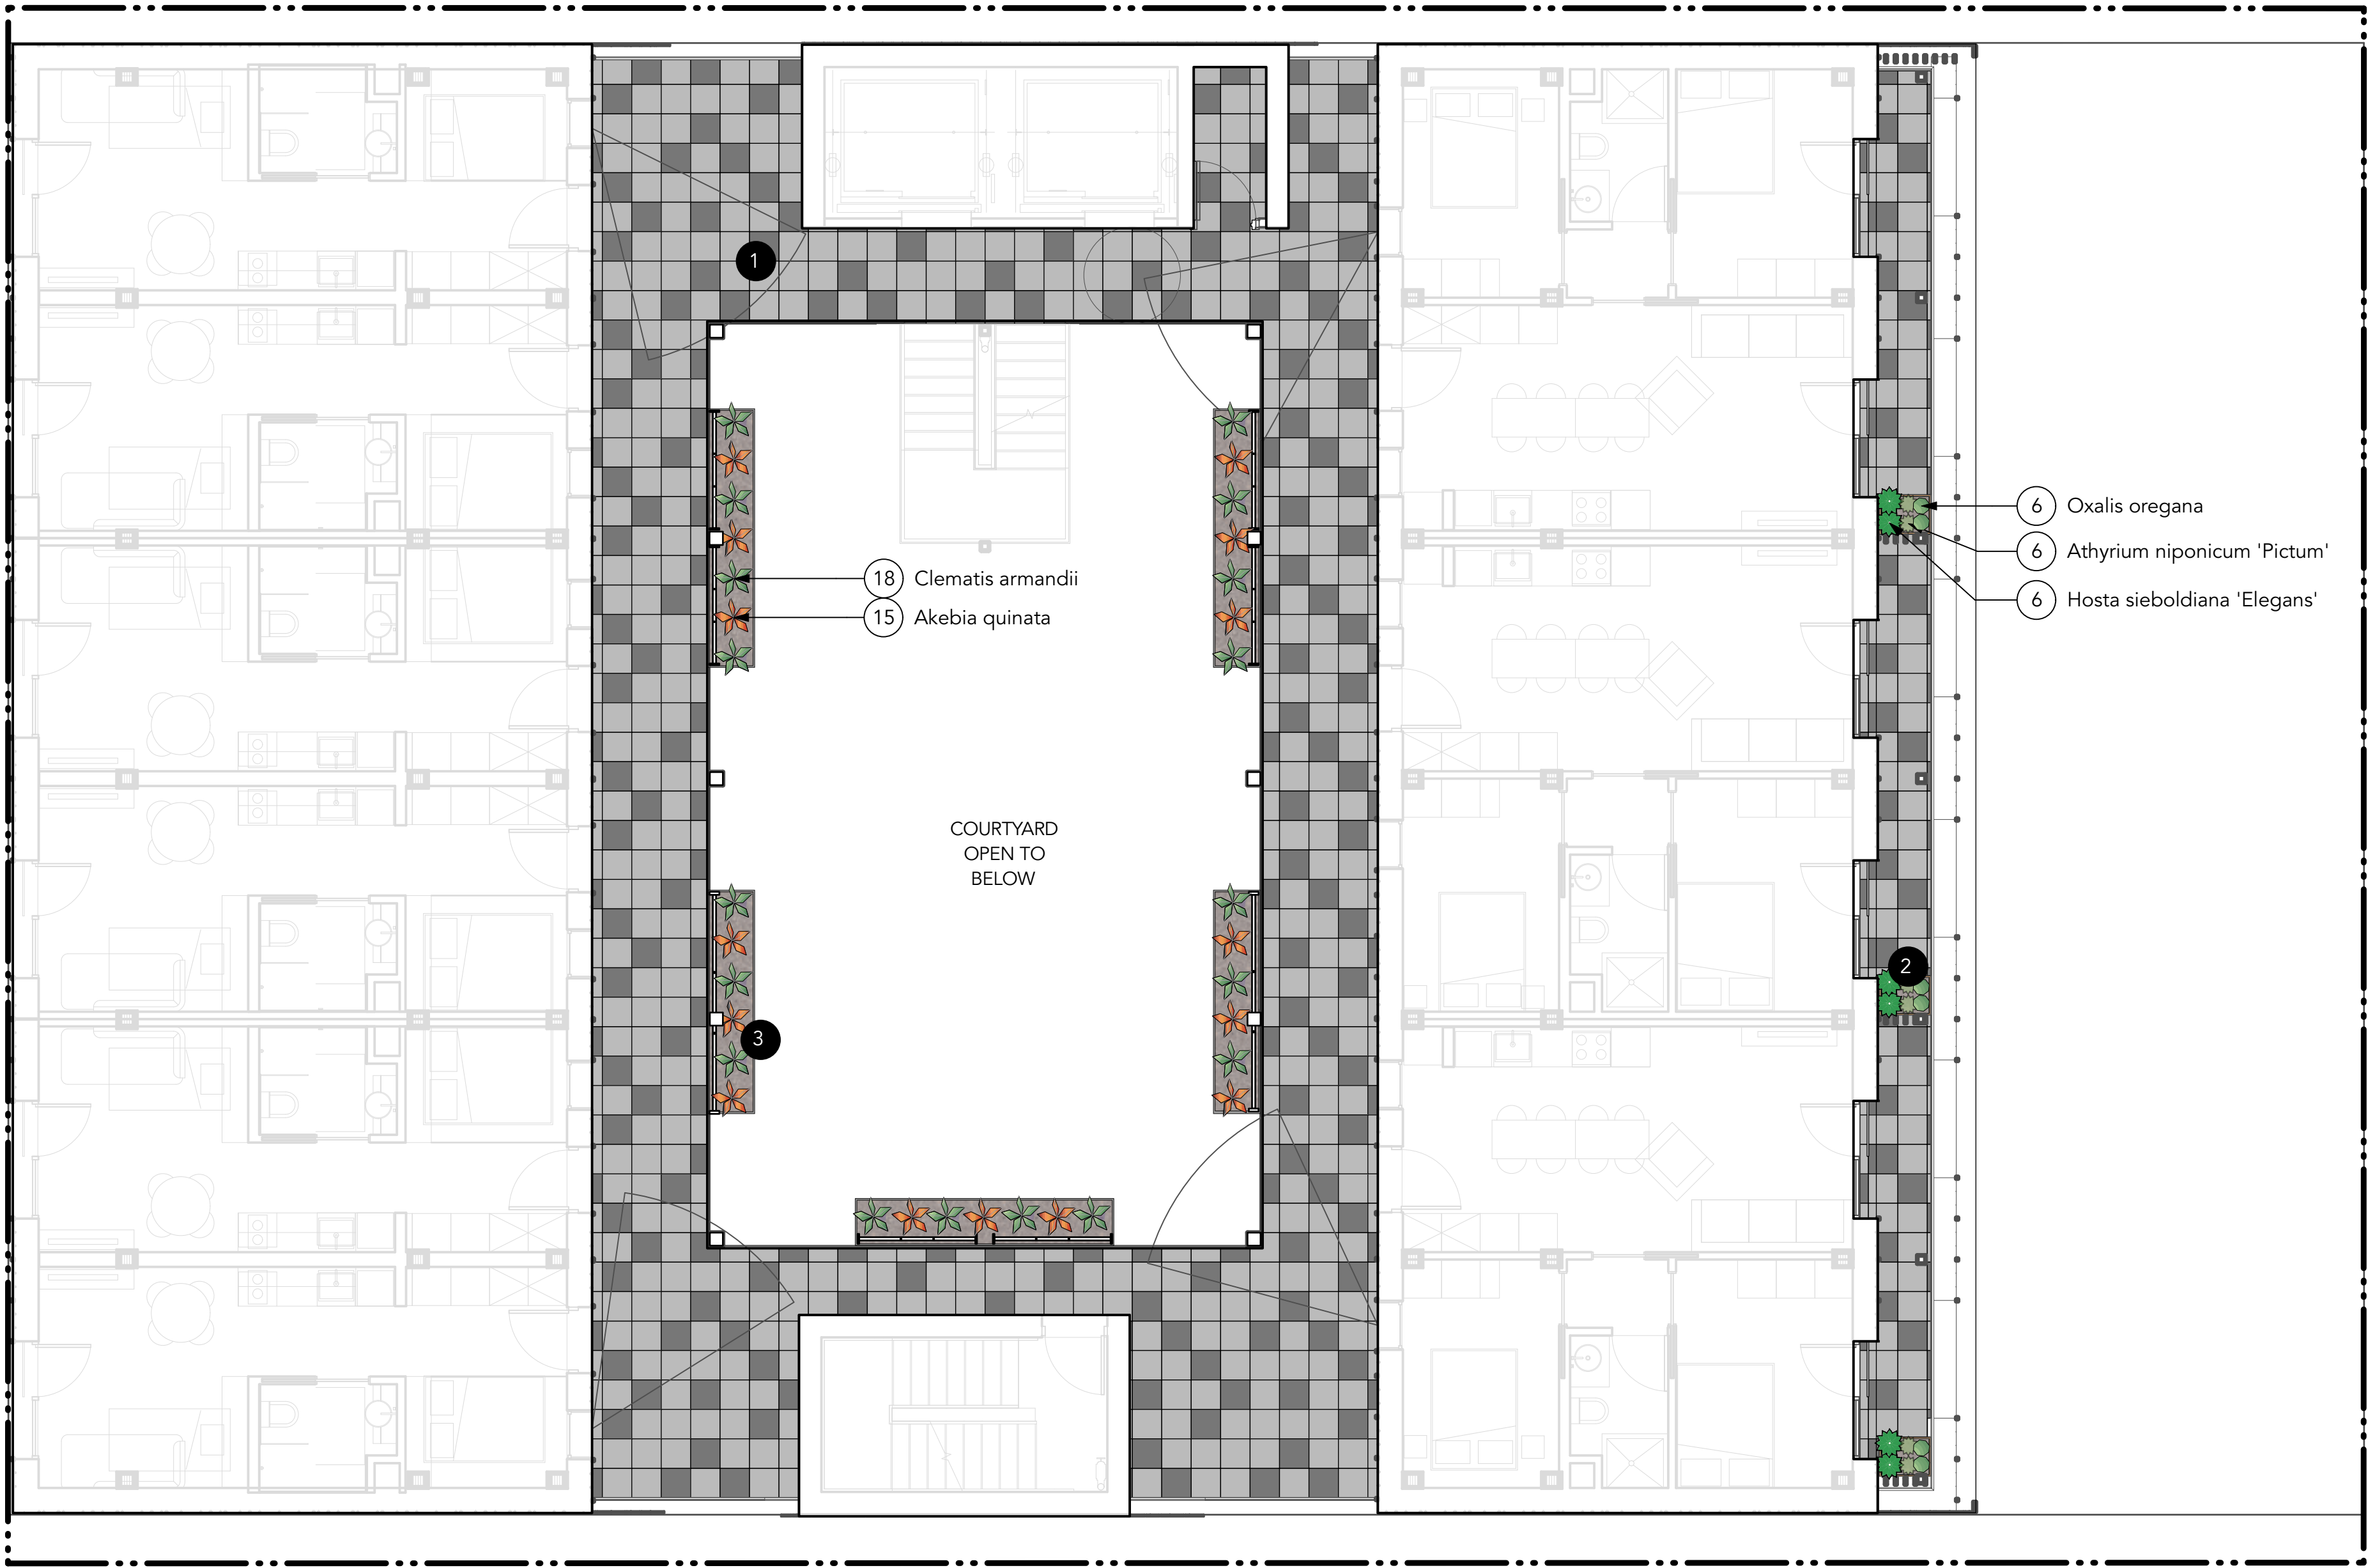 1
6 Oxalis oregana
6 Athyrium niponicum 'Pictum'
18 Clematis armandii
6 Hosta sieboldiana 'Elegans'
15 Akebia quinata
COURTYARD
OPEN TO
BELOW
2
3